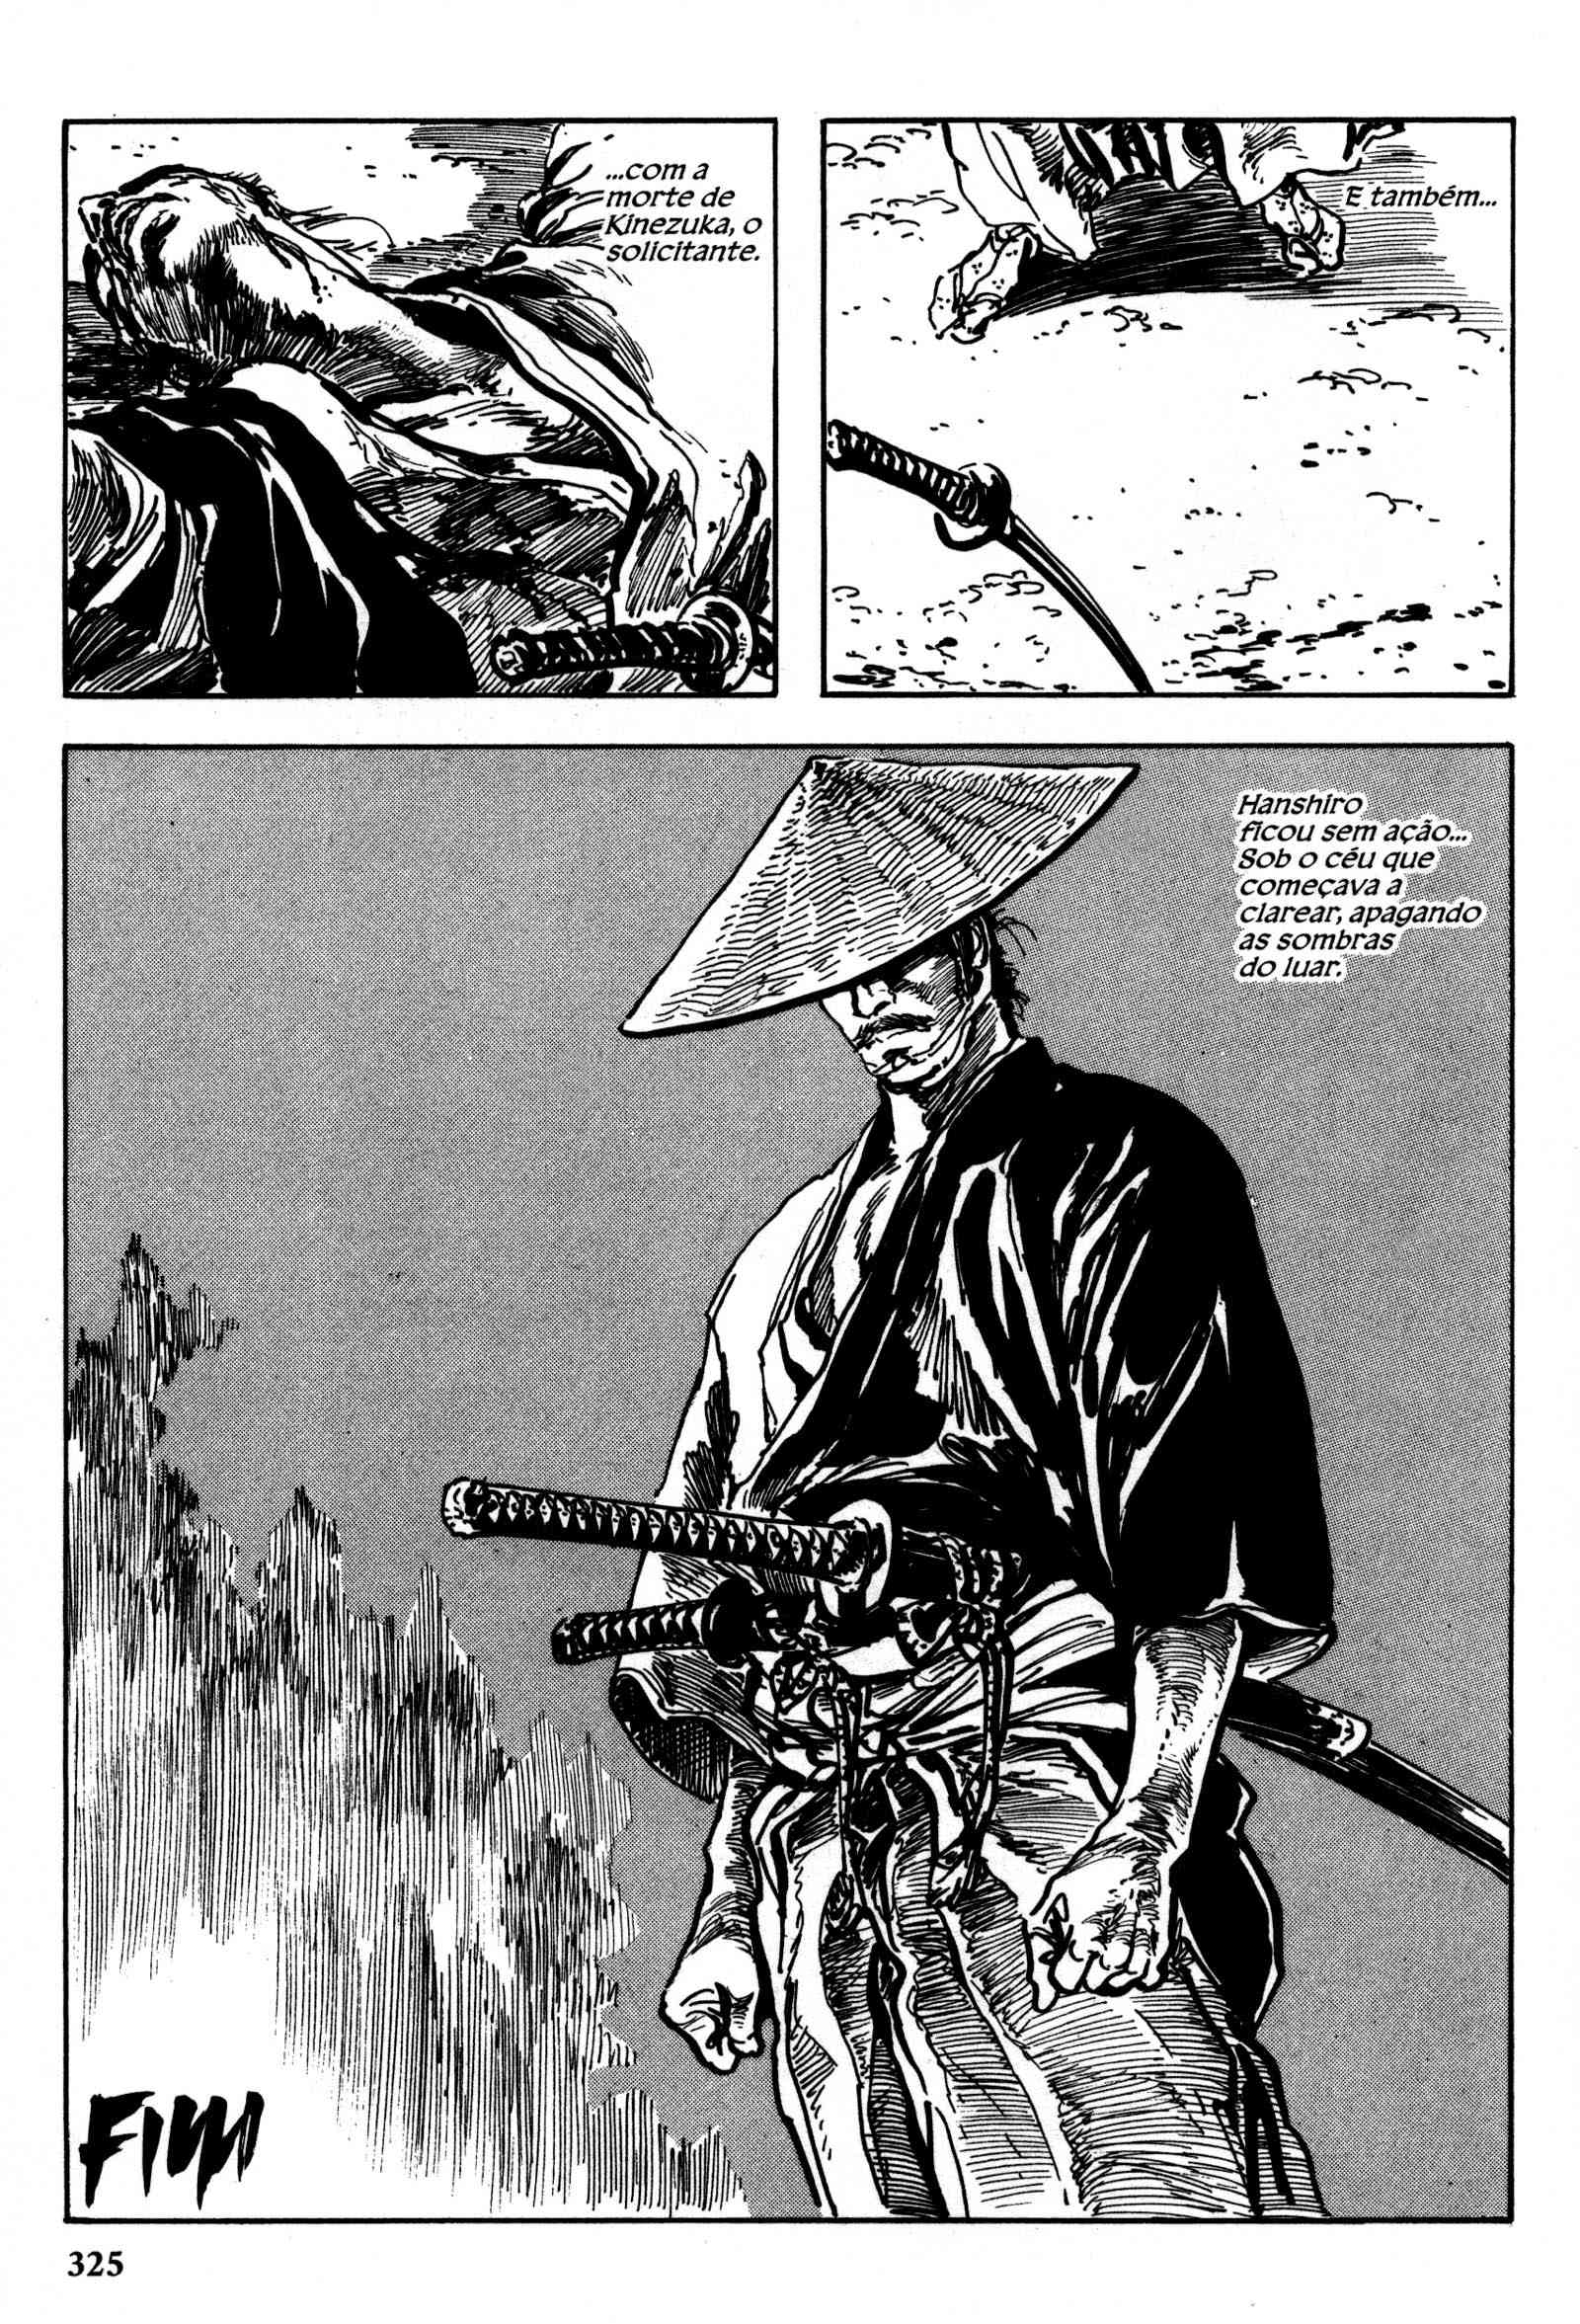 E também...
...com a
morte de
Kinezuka, o
solicitante.
Hanshiro
ficou sem ação...
Sob o céu que
começava a
clarear, apagando
as sombras
do luar.
FIM
325